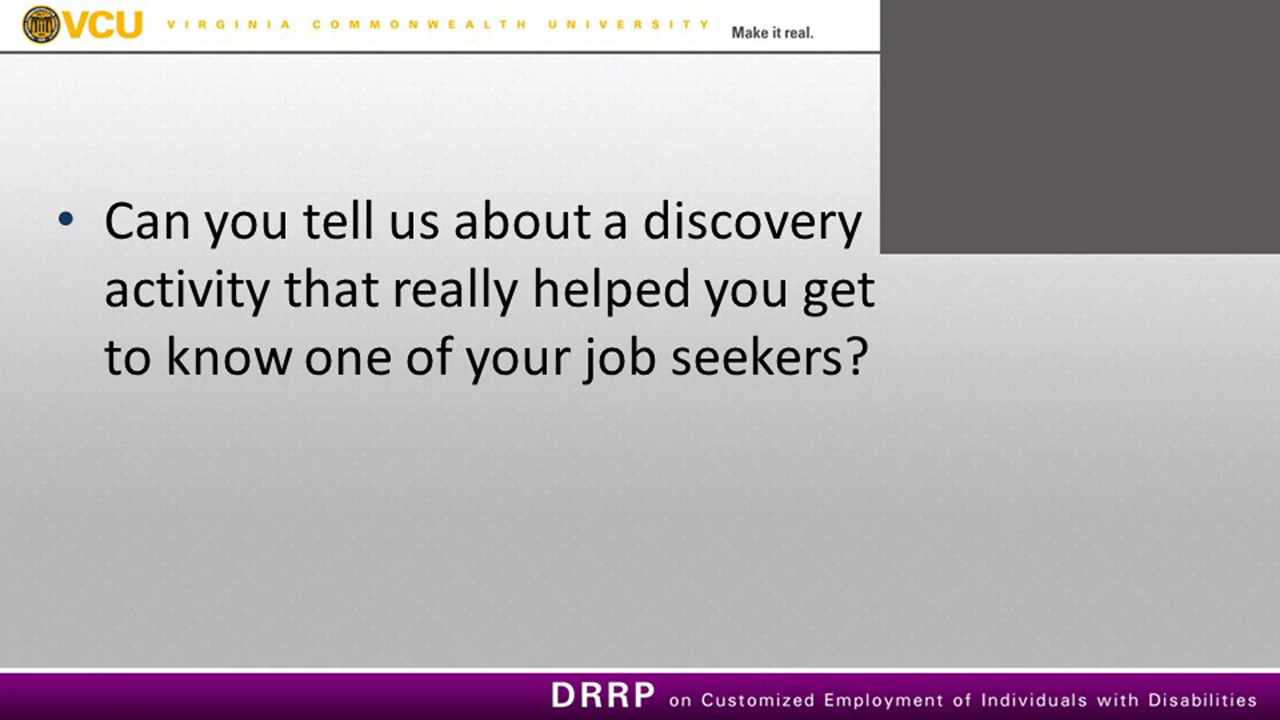 VCU VIRGINIA COMMONWEALTH UNIVERSITY Make it real.
• Can you tell us about a discovery
activity that really helped you get
to know one of your job seekers?
DRRP on Customized Employment of Individuals with Disabilities